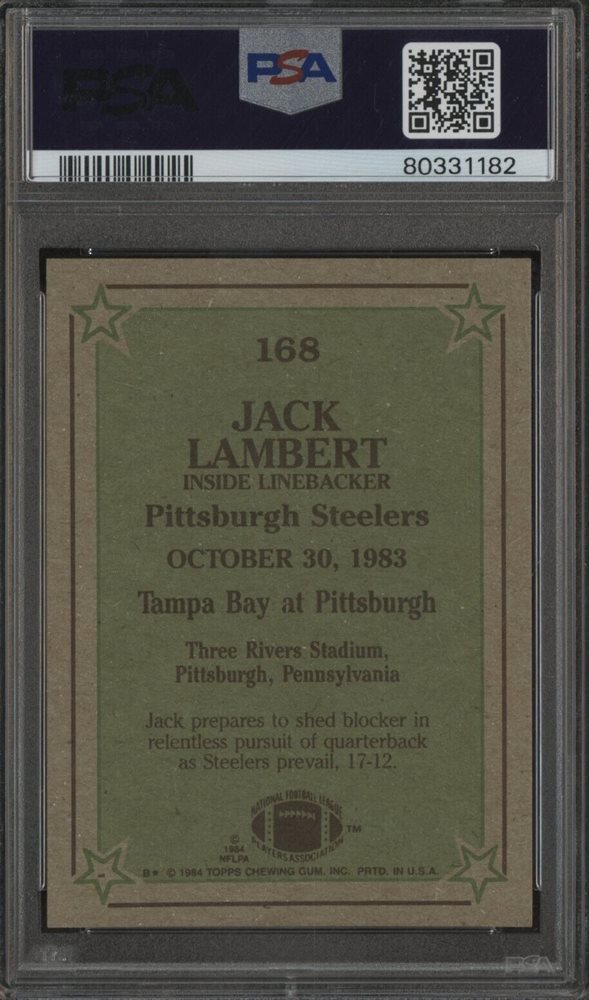 PSA
PSA
80331182
168
JACK
LAMBERT
INSIDE LINEBACKER
Pittsburgh Steelers
OCTOBER 30, 1983
Tampa Bay at Pittsburgh
Three Rivers Stadium,
Pittsburgh, Pennsylvania
Jack prepares to shed blocker in
relentless pursuit of quarterback
as Steelers prevail, 17-12.
NATIONAL FOOTBALL LEAGUE
PLAYERS ASSOCIATION
TM
©
1984
NFLPA
B* © 1984 TOPPS CHEWING GUM, INC. PRTD. IN U.S.A.
PSA